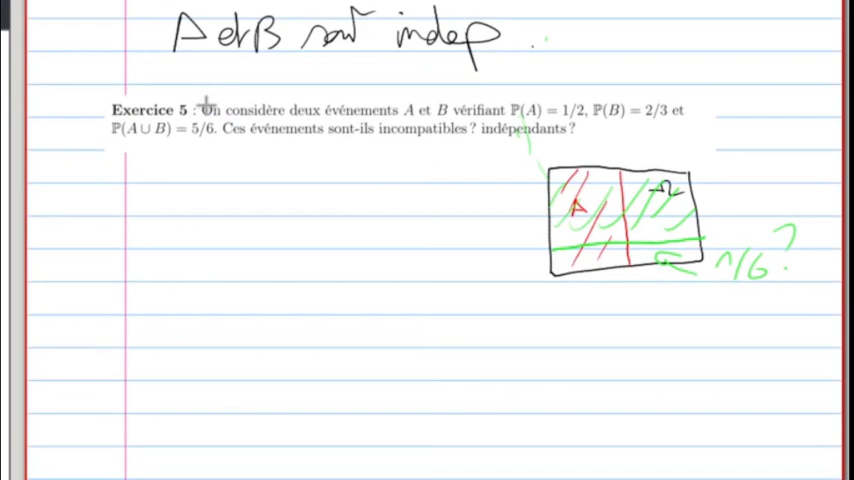 A et B sont indep.
Exercice 5 : Un considère deux événements A et B vérifiant ℙ(A) = 1/2, ℙ(B) = 2/3 et
ℙ(A ∪ B) = 5/6. Ces événements sont-ils incompatibles ? indépendants ?
A
1/6 ?